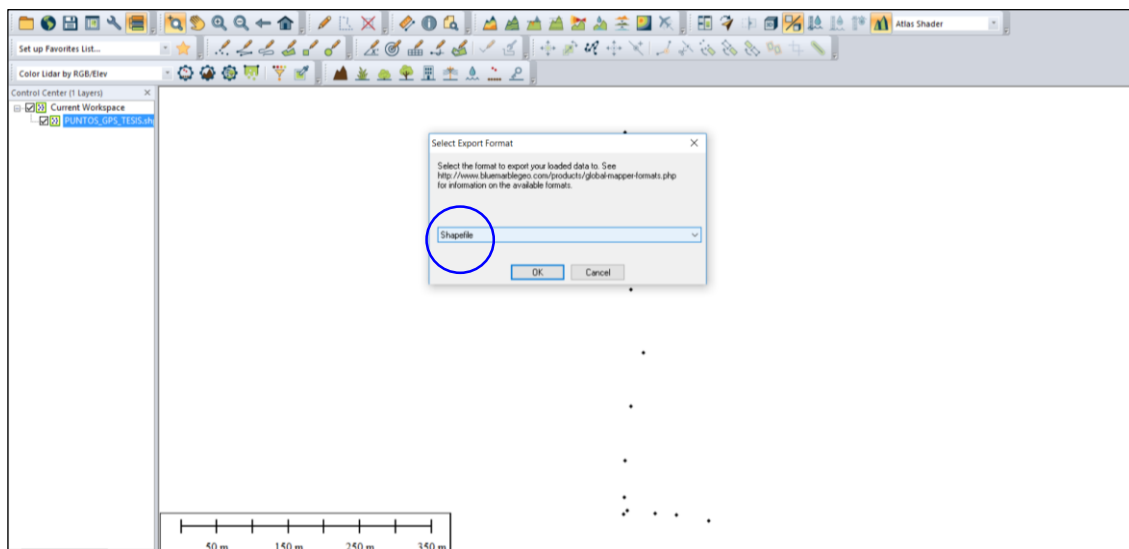 Atlas Shader
Set up Favorites List...
Color Lidar by RGB/Elev
Control Center (1 Layers)
Current Workspace
PUNTOS_GPS_TESIS.sh
Select Export Format
Select the format to export your loaded data to. See
http://www.bluemarblegeo.com/products/global-mapper-formats.php
for information on the available formats.
Shapefile
OK Cancel
50 m 150 m 250 m 350 m